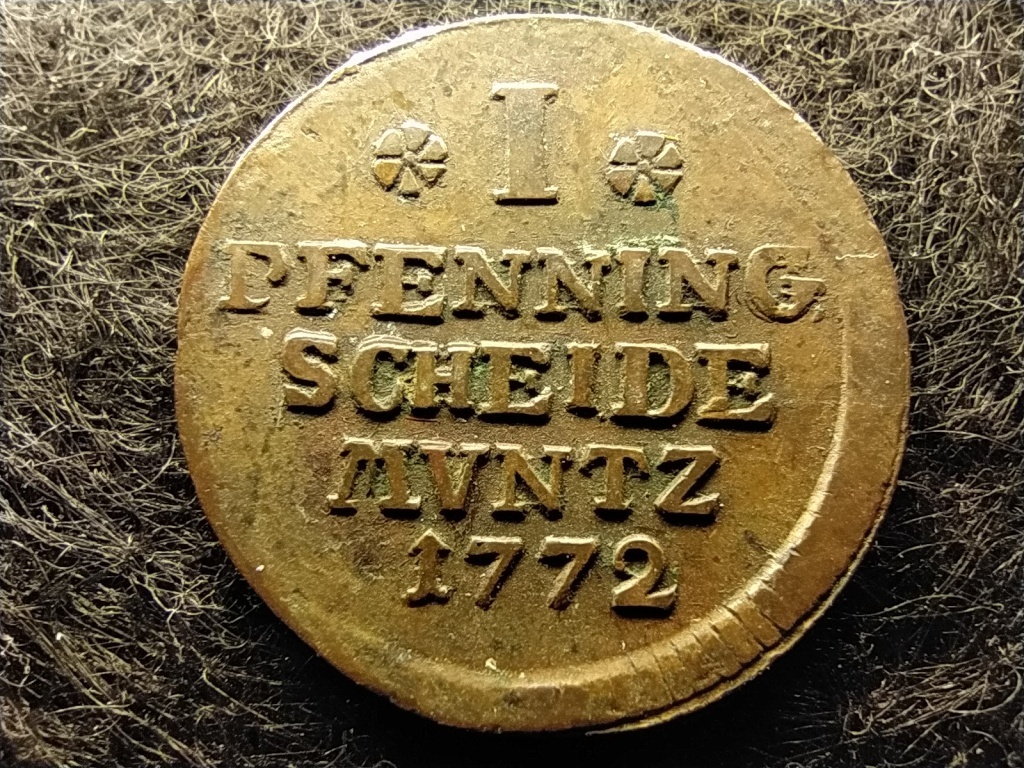 I
PFENNING
SCHEIDE
MVNTZ
1772